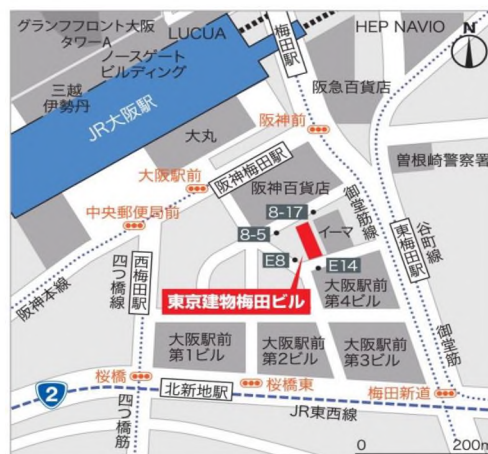 グランフロント大阪
タワーA
LUCUA
ノースゲート
ビルディング
三越
伊勢丹
JR大阪駅
大丸
梅田駅
HEP NAVIO
N
阪急百貨店
阪神前
曽根崎警察署
大阪駅前
阪神梅田駅
阪神百貨店
中央郵便局前
御堂筋線
谷町線
東梅田駅
8-17
8-5
イーマ
E8
E14
西梅田駅
四つ橋線
阪神本線
東京建物梅田ビル
大阪駅前
第4ビル
大阪駅前
第1ビル
大阪駅前
第2ビル
大阪駅前
第3ビル
御堂筋
桜橋
桜橋東
梅田新道
2
北新地駅
JR東西線
四つ橋筋
0 200m